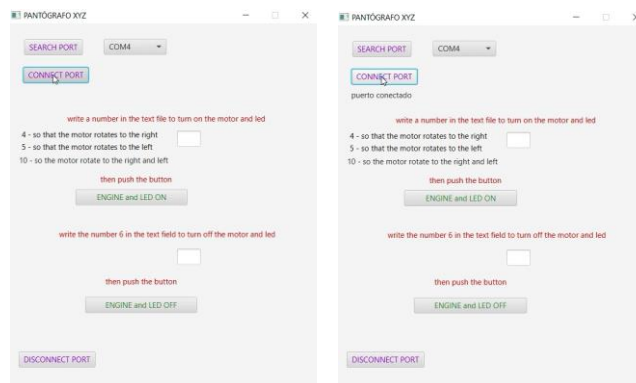 PANTÓGRAFO XYZ
SEARCH PORT COM4
CONNECT PORT
write a number in the text file to turn on the motor and led
4 - so that the motor rotates to the right
5 - so that the motor rotates to the left
10 - so the motor rotate to the right and left
then push the button
ENGINE and LED ON
write the number 6 in the text field to turn off the motor and led
then push the button
ENGINE and LED OFF
DISCONNECT PORT
PANTÓGRAFO XYZ
SEARCH PORT COM4
CONNECT PORT
puerto conectado
write a number in the text file to turn on the motor and led
4 - so that the motor rotates to the right
5 - so that the motor rotates to the left
10 - so the motor rotate to the right and left
then push the button
ENGINE and LED ON
write the number 6 in the text field to turn off the motor and led
then push the button
ENGINE and LED OFF
DISCONNECT PORT